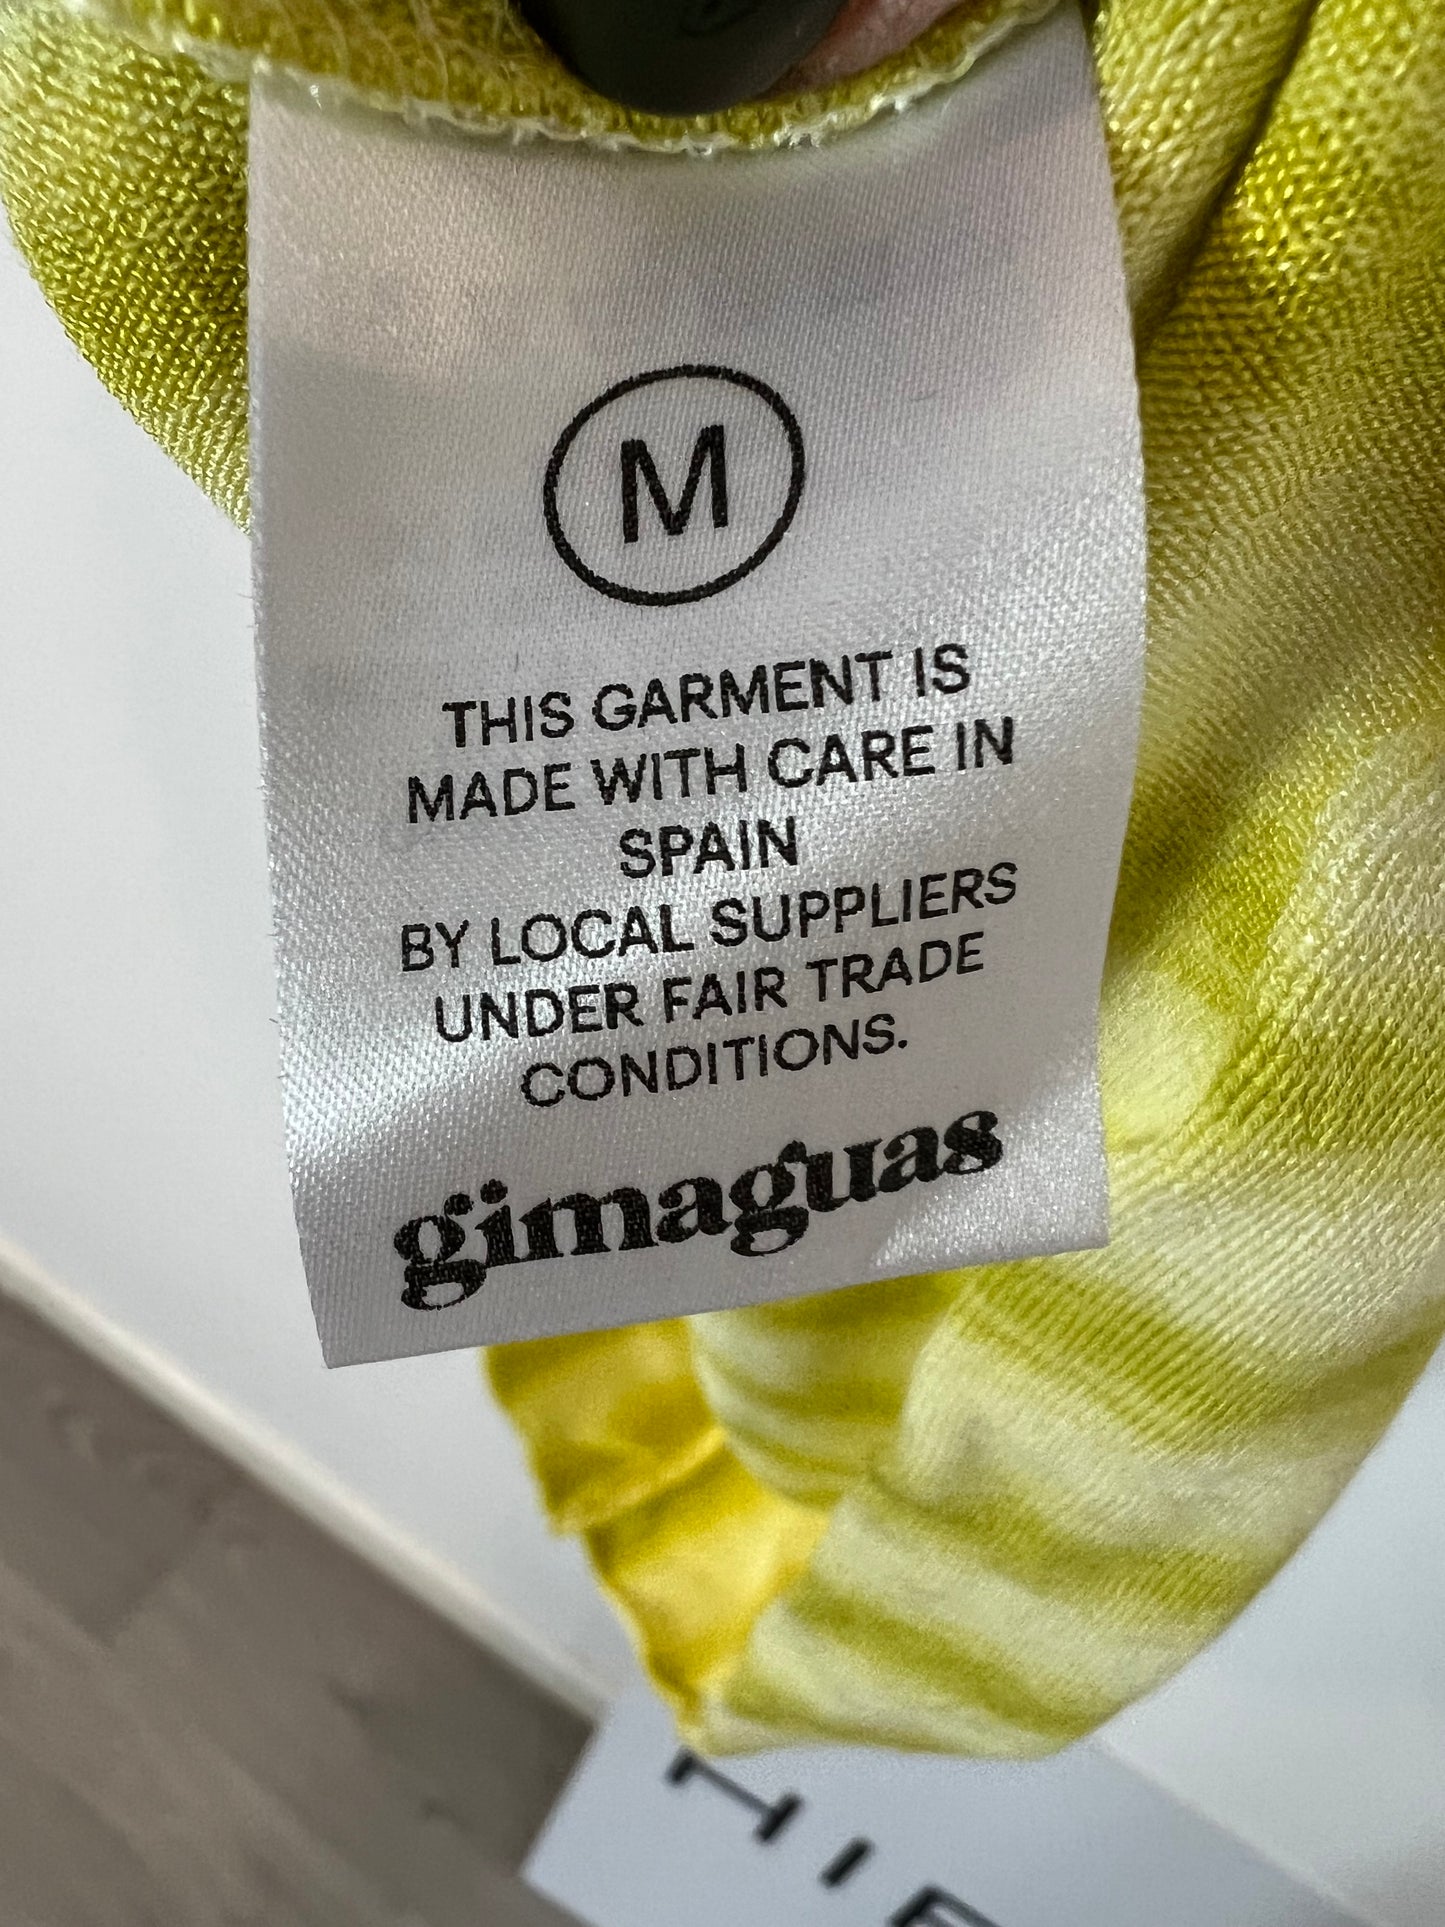 M
THIS GARMENT IS
MADE WITH CARE IN
SPAIN
BY LOCAL SUPPLIERS
UNDER FAIR TRADE
CONDITIONS.
gimaguas